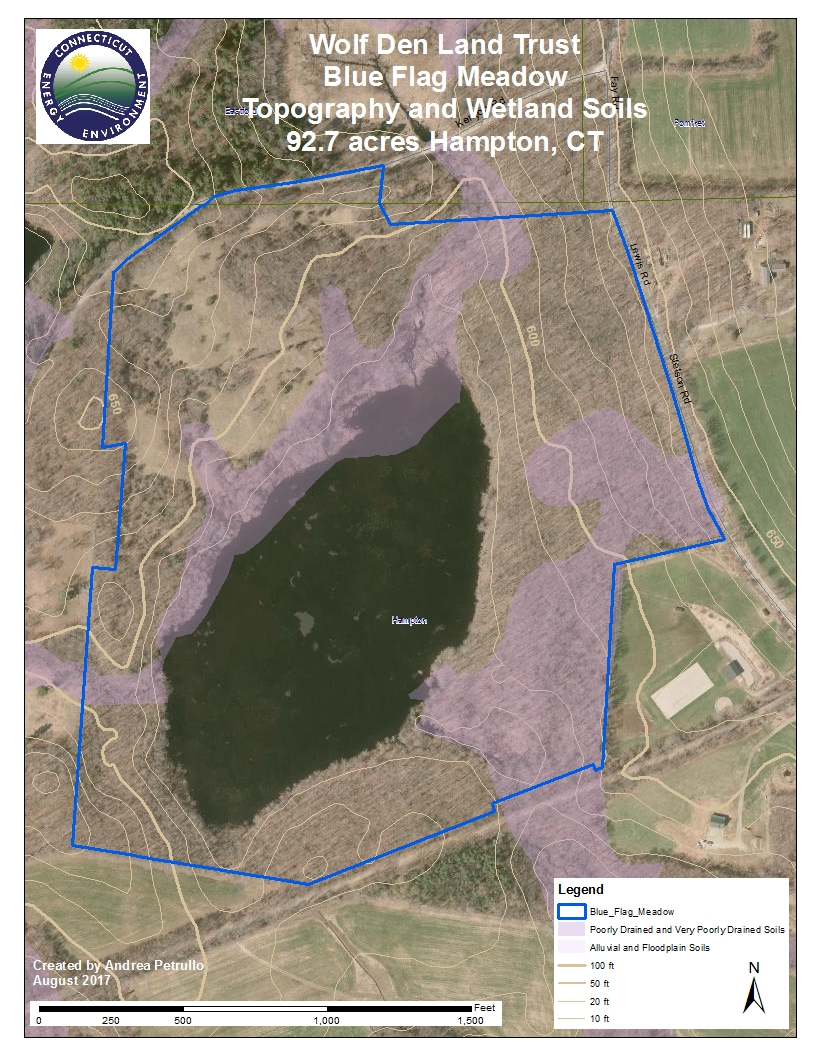 CONNECTICUT
ENERGY ENVIRONMENT
Wolf Den Land Trust
Blue Flag Meadow
Topography and Wetland Soils
92.7 acres Hampton, CT
Fay Rd
Pomfret
Lewis Rd
600
Stetson Rd
650
650
Hampton
Created by Andrea Petrullo
August 2017
0 250 500 1,000 1,500
Feet
Legend
Blue_Flag_Meadow
Poorly Drained and Very Poorly Drained Soils
Alluvial and Floodplain Soils
100 ft
50 ft
20 ft
10 ft
N